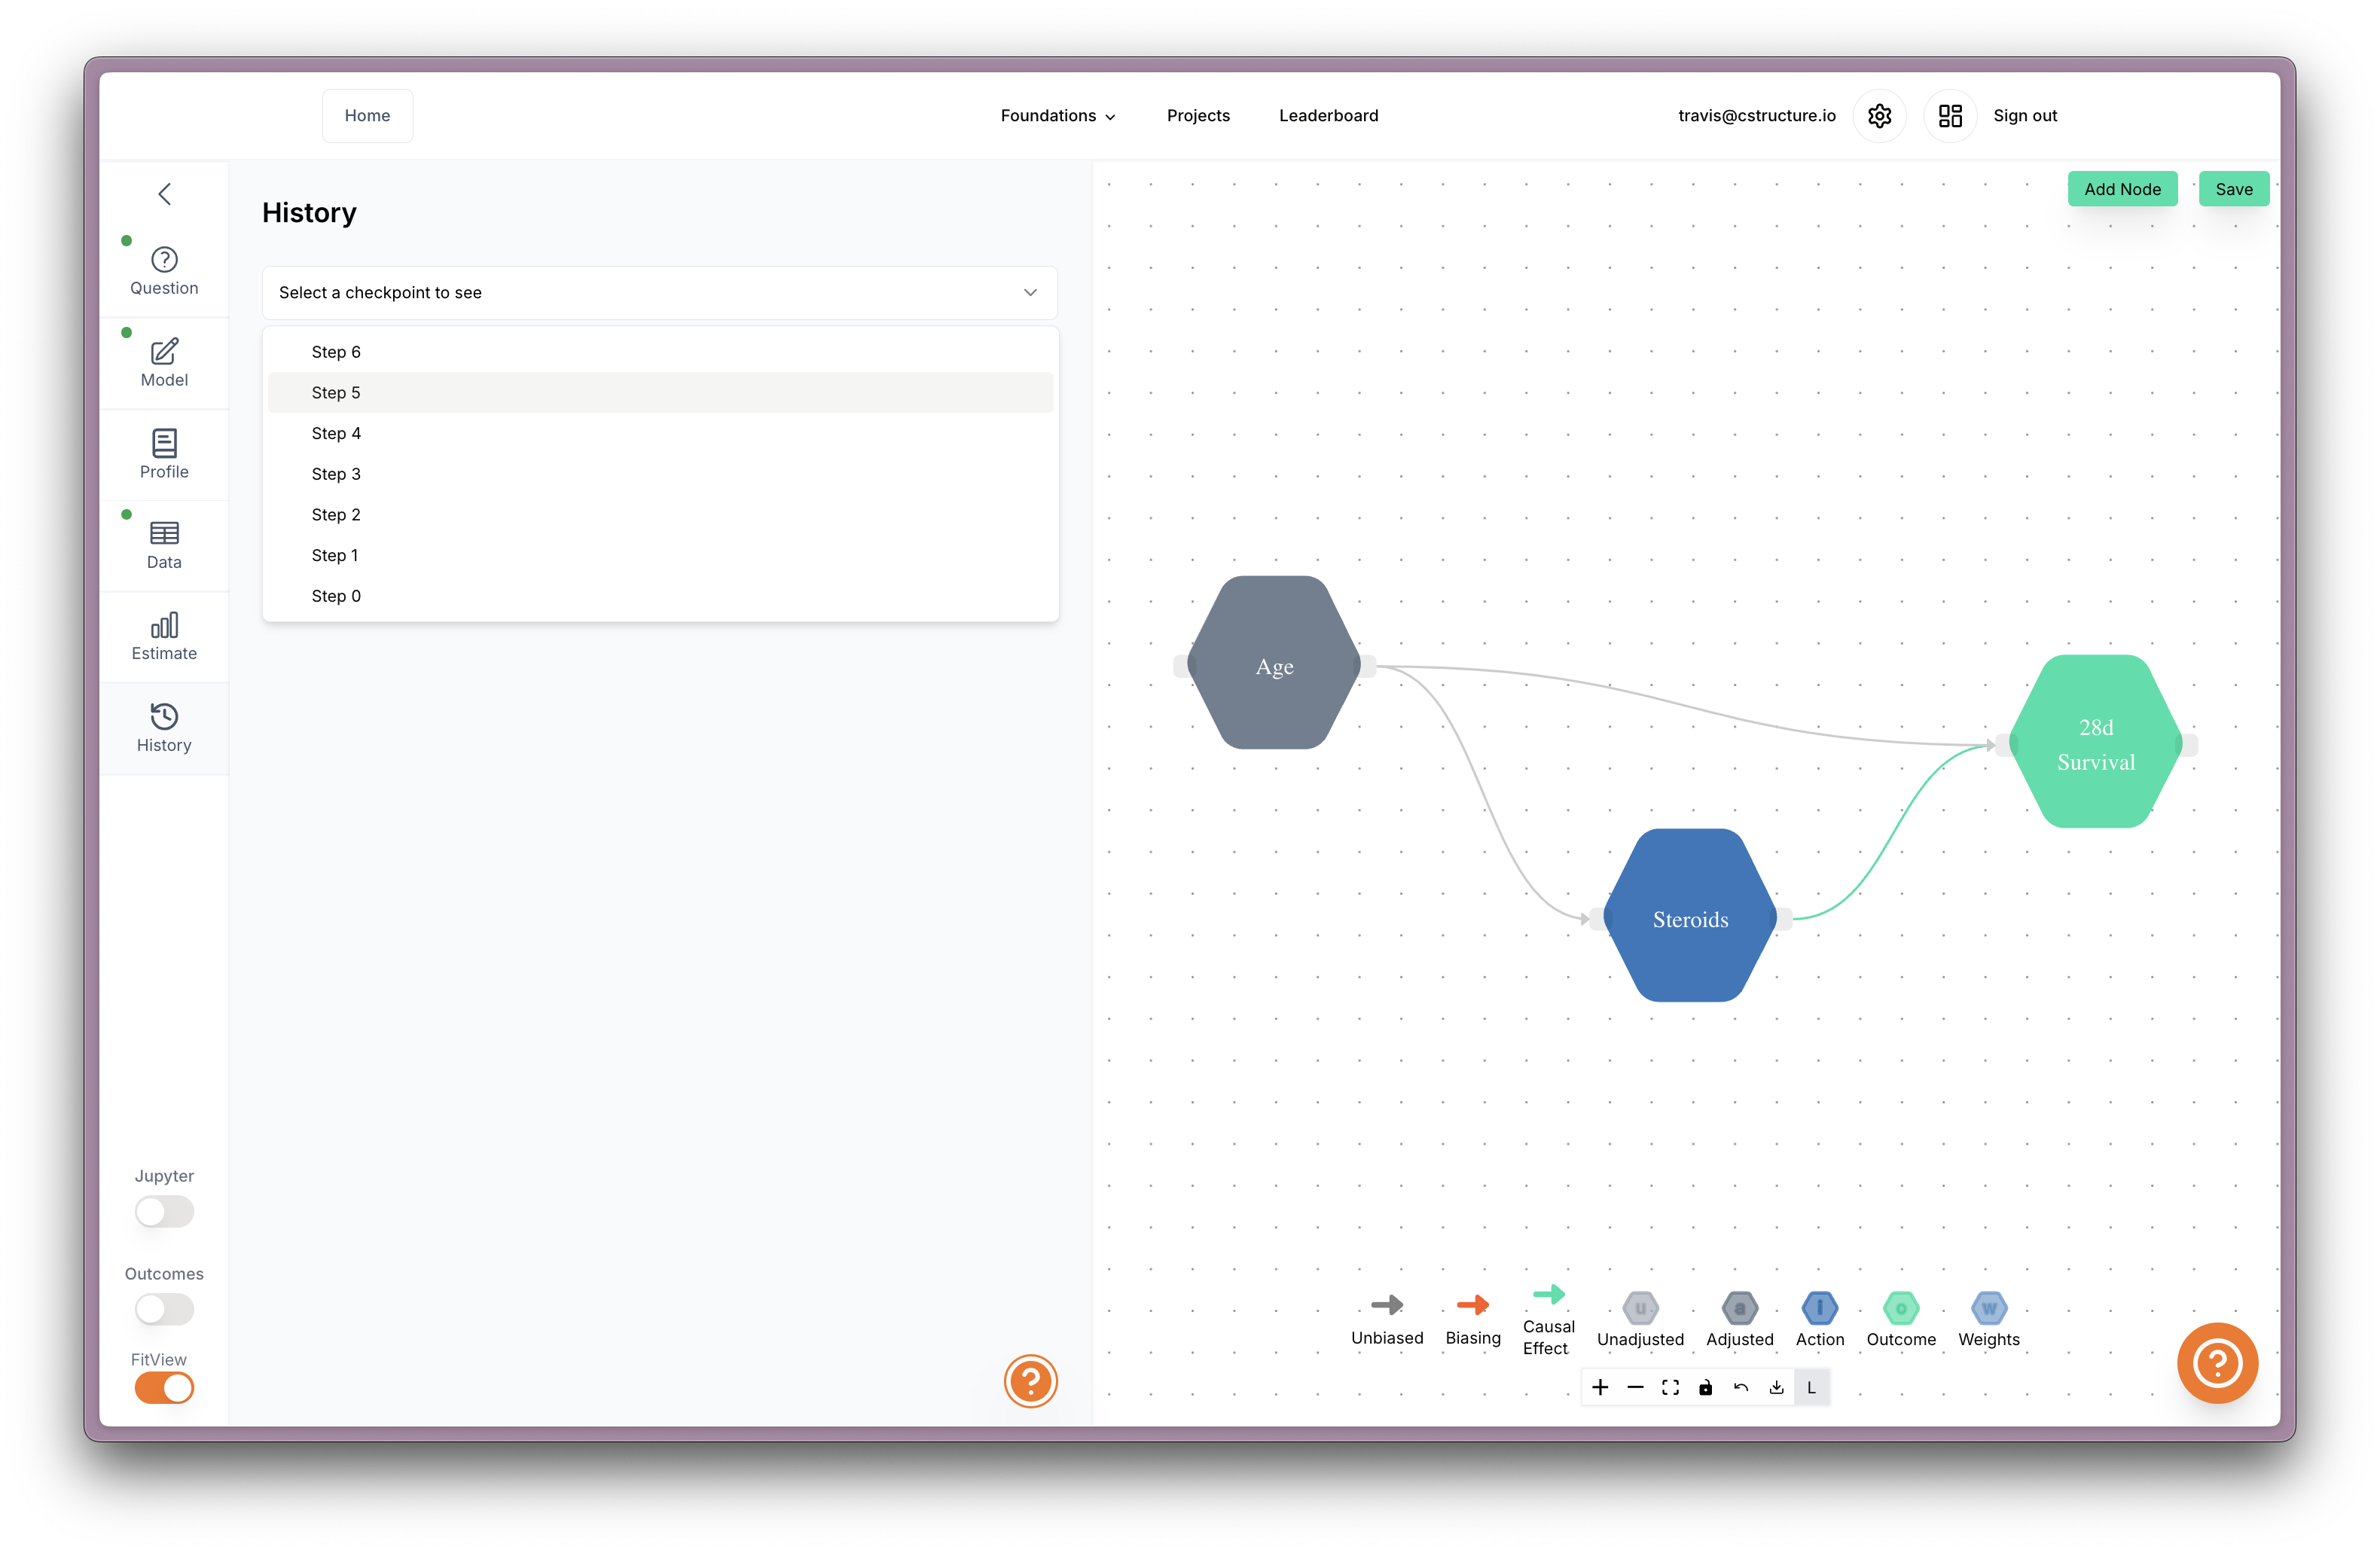 Home
Foundations
Projects
Leaderboard
travis@cstructure.io
Sign out
Question
Model
Profile
Data
Estimate
History
Jupyter
Outcomes
FitView
History
Select a checkpoint to see
Step 6
Step 5
Step 4
Step 3
Step 2
Step 1
Step 0
Add Node
Save
Age
28d
Survival
Steroids
Unbiased
Biasing
Causal
Effect
u
Unadjusted
a
Adjusted
i
Action
o
Outcome
w
Weights
L